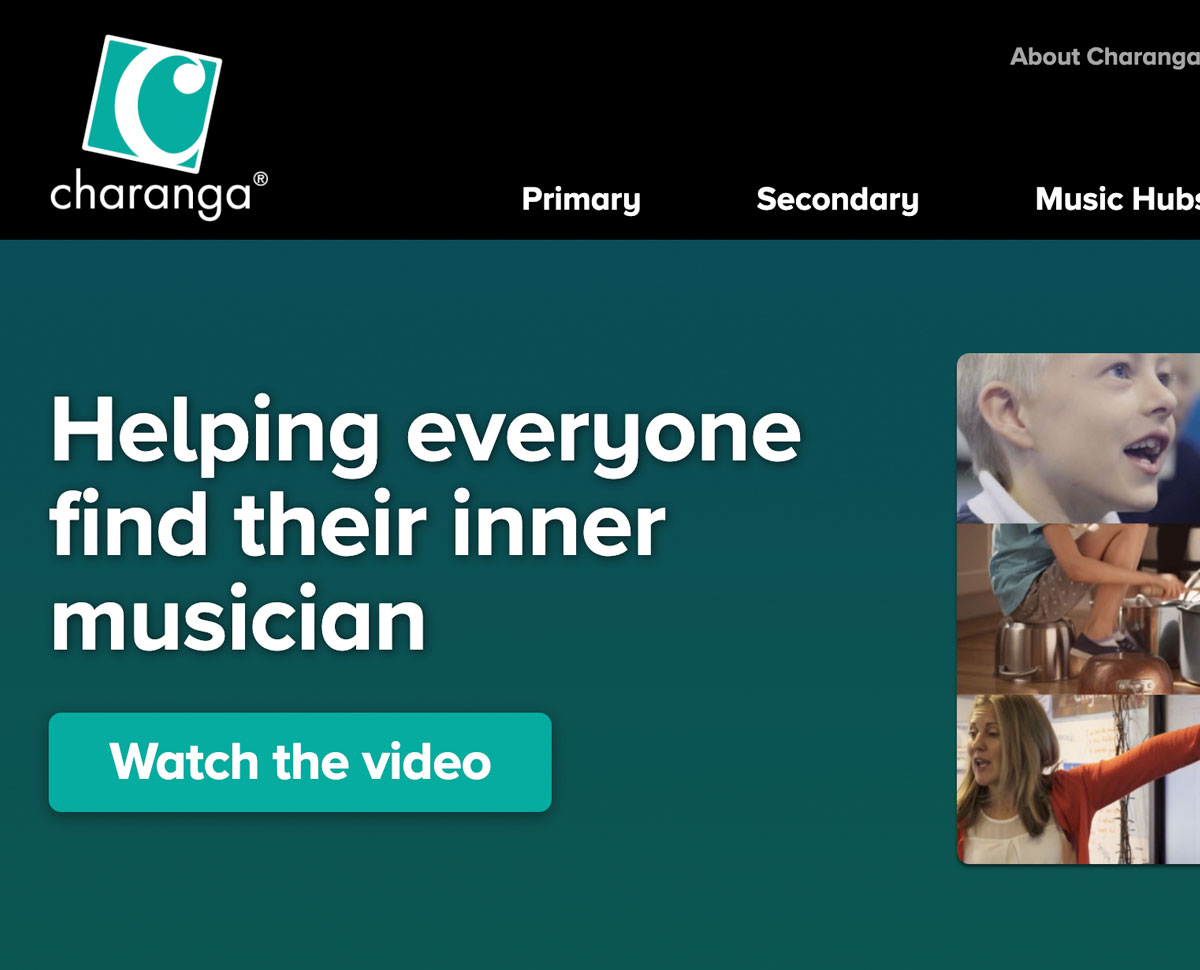 About Charanga
charanga®
Primary Secondary Music Hubs
Helping everyone
find their inner
musician
Watch the video